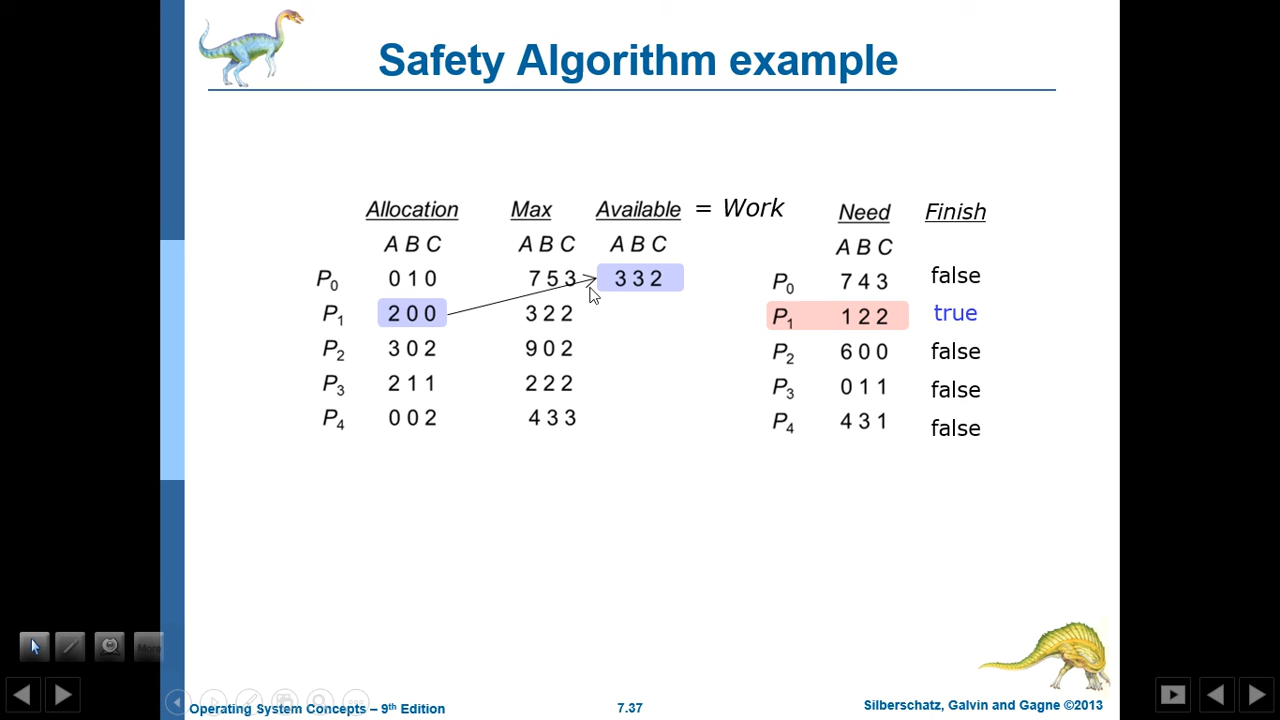 Safety Algorithm example
Allocation Max Available = Work Need Finish
A B C A B C A B C A B C
P0 0 1 0 7 5 3 3 3 2 P0 7 4 3 false
P1 2 0 0 3 2 2 P1 1 2 2 true
P2 3 0 2 9 0 2 P2 6 0 0 false
P3 2 1 1 2 2 2 P3 0 1 1 false
P4 0 0 2 4 3 3 P4 4 3 1 false
More
Operating System Concepts – 9th Edition 7.37 Silberschatz, Galvin and Gagne ©2013